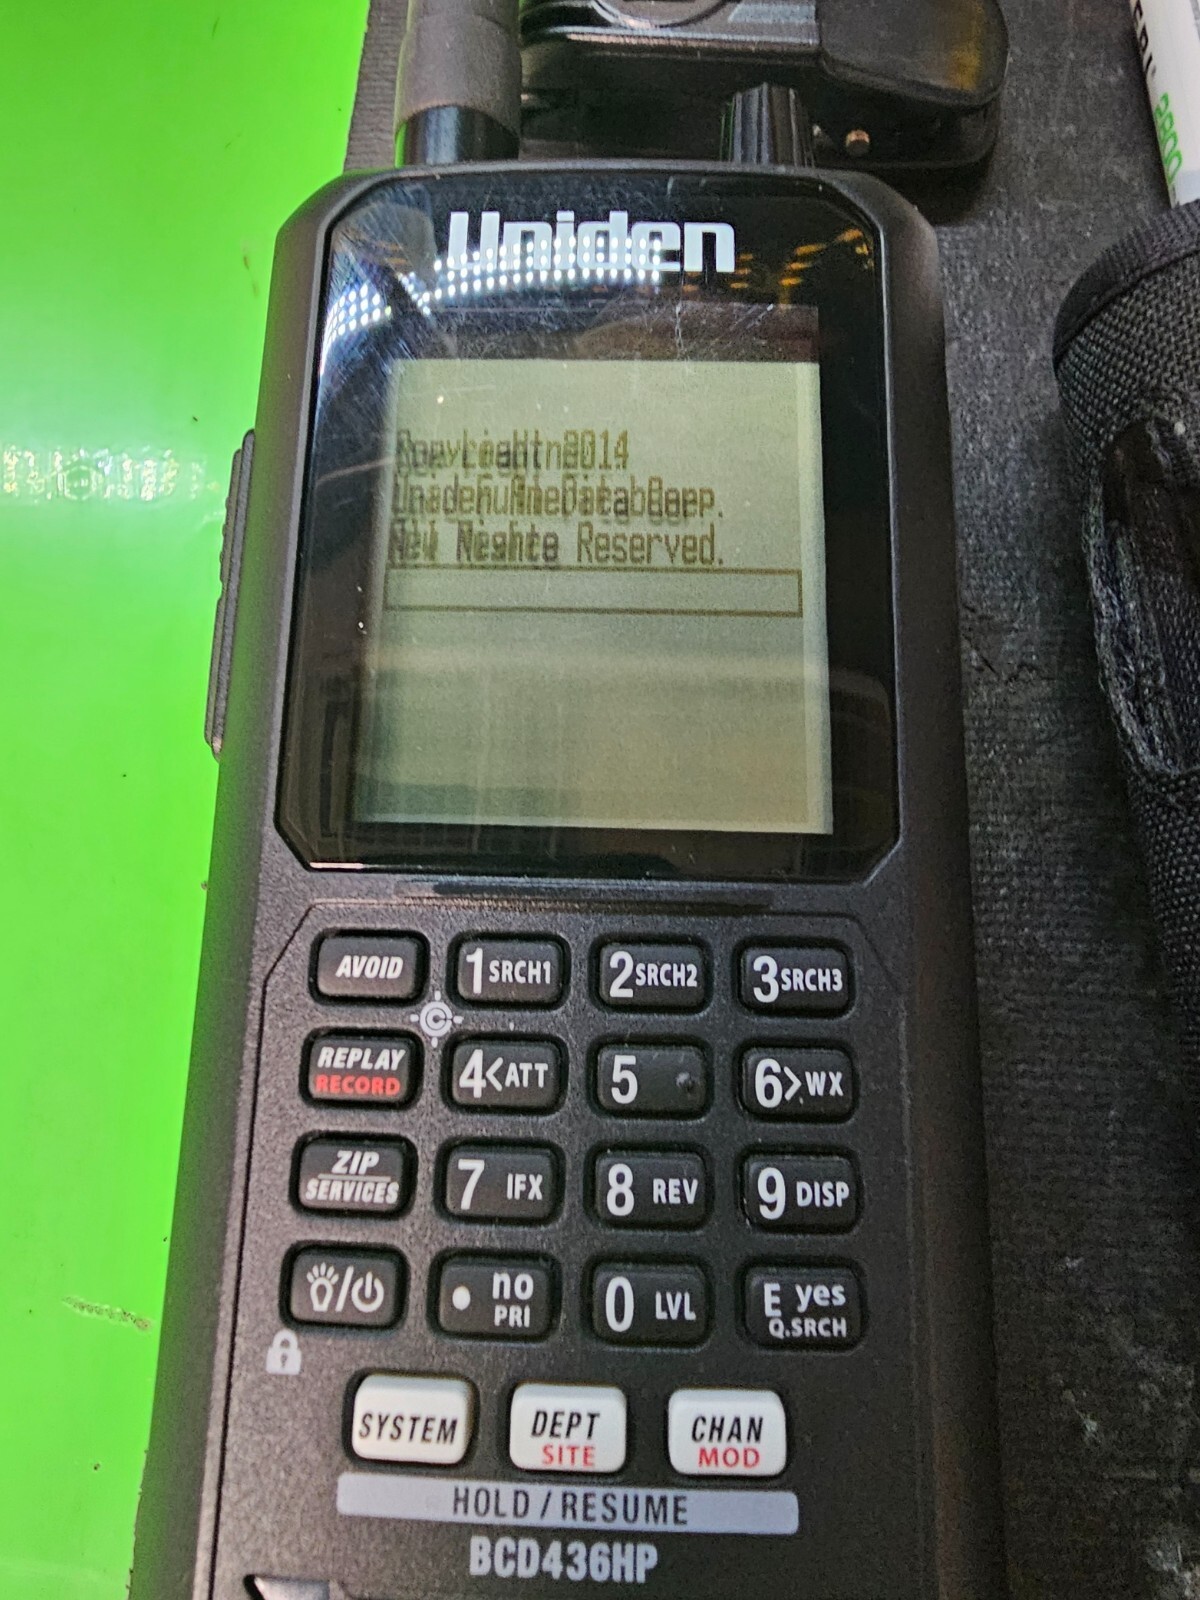 Uniden
2014
Reserved.
AVOID
1 SRCH1
2 SRCH2
3 SRCH3
REPLAY
RECORD
4 < ATT
5
6 > WX
ZIP
SERVICES
7 IFX
8 REV
9 DISP
. no
PRI
0 LVL
E yes
Q.SRCH
SYSTEM
DEPT
SITE
CHAN
MOD
HOLD / RESUME
BCD436HP